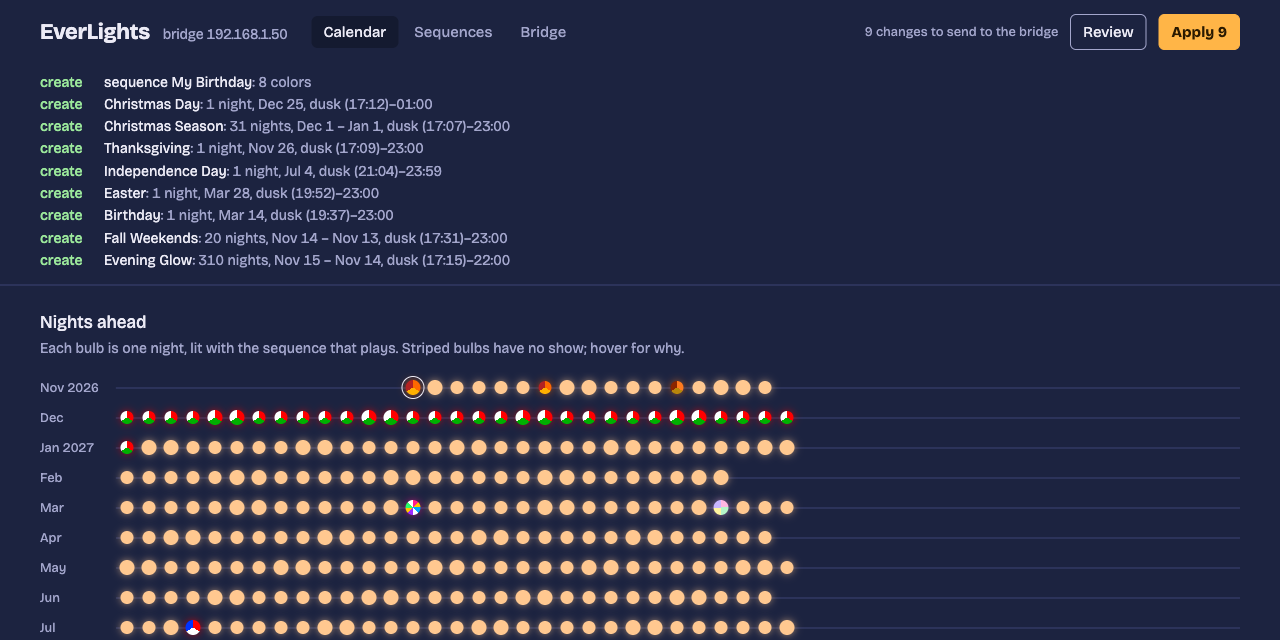 EverLights bridge 192.168.1.50 Calendar Sequences Bridge 9 changes to send to the bridge Review Apply 9
create sequence My Birthday: 8 colors
create Christmas Day: 1 night, Dec 25, dusk (17:12)–01:00
create Christmas Season: 31 nights, Dec 1 – Jan 1, dusk (17:07)–23:00
create Thanksgiving: 1 night, Nov 26, dusk (17:09)–23:00
create Independence Day: 1 night, Jul 4, dusk (21:04)–23:59
create Easter: 1 night, Mar 28, dusk (19:52)–23:00
create Birthday: 1 night, Mar 14, dusk (19:37)–23:00
create Fall Weekends: 20 nights, Nov 14 – Nov 13, dusk (17:31)–23:00
create Evening Glow: 310 nights, Nov 15 – Nov 14, dusk (17:15)–22:00
Nights ahead
Each bulb is one night, lit with the sequence that plays. Striped bulbs have no show; hover for why.
Nov 2026
Dec
Jan 2027
Feb
Mar
Apr
May
Jun
Jul